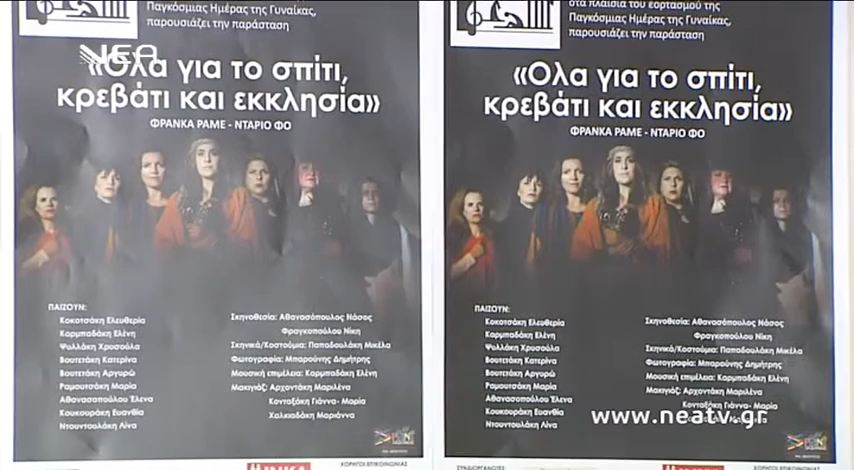 Παγκόσμιας Ημέρας της Γυναίκας,
παρουσιάζει την παράσταση
ΝΕΑ
«Όλα για το σπίτι,
κρεβάτι και εκκλησία»
ΦΡΑΝΚΑ ΡΑΜΕ - ΝΤΑΡΙΟ ΦΟ
ΠΑΙΖΟΥΝ:
Κοκοτσάκη Ελευθερία
Καρμπαδάκη Ελένη
Ψυλλάκη Χρυσούλα
Βουτετάκη Κατερίνα
Βουτετάκη Αργυρώ
Ραμουτσάκη Μαρία
Αθανασοπούλου Έλενα
Κουκουράκη Ευανθία
Ντουντουλάκη Λίνα
Σκηνοθεσία: Αθανασόπουλος Νάσος
Φραγκοπούλου Νίκη
Σκηνικά/Κοστούμια: Παπαδουλάκη Μικέλα
Φωτογραφία: Μπαρούνης Δημήτρης
Μουσική επιμέλεια: Καρμπαδάκη Ελένη
Μακιγιάζ: Αρχοντάκη Μαριλένα
Κονταξάκη Γιάννα- Μαρία
Χαλκιαδάκη Μαριάννα
ΧΟΡΗΓΟΙ ΕΠΙΚΟΙΝΩΝΙΑΣ
στα πλαίσια του εορτασμού της
Παγκόσμιας Ημέρας της Γυναίκας,
παρουσιάζει την παράσταση
«Όλα για το σπίτι,
κρεβάτι και εκκλησία»
ΦΡΑΝΚΑ ΡΑΜΕ - ΝΤΑΡΙΟ ΦΟ
ΠΑΙΖΟΥΝ:
Κοκοτσάκη Ελευθερία
Καρμπαδάκη Ελένη
Ψυλλάκη Χρυσούλα
Βουτετάκη Κατερίνα
Βουτετάκη Αργυρώ
Ραμουτσάκη Μαρία
Αθανασοπούλου Έλενα
Κουκουράκη Ευανθία
Ντουντουλάκη Λίνα
Σκηνοθεσία: Αθανασόπουλος Νάσος
Φραγκοπούλου Νίκη
Σκηνικά/Κοστούμια: Παπαδουλάκη Μικέλα
Φωτογραφία: Μπαρούνης Δημήτρης
Μουσική επιμέλεια: Καρμπαδάκη Ελένη
Μακιγιάζ: Αρχοντάκη Μαριλένα
Κονταξάκη Γιάννα- Μαρία
www.neatv.gr
ΣΥΝΔΙΟΡΓΑΝΩΤΕΣ: